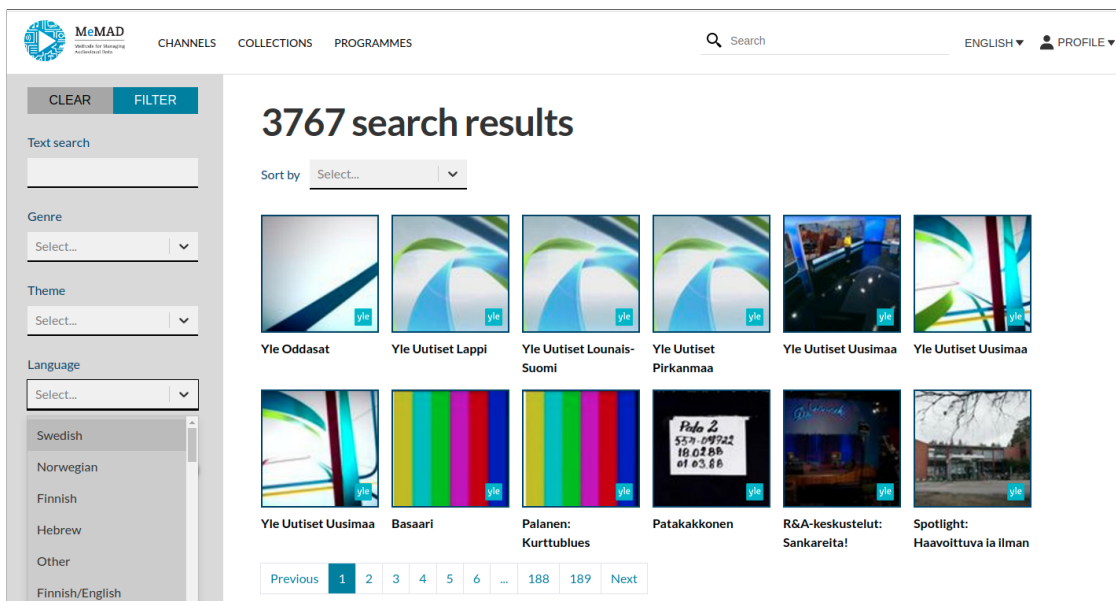 MeMAD
Methods for Managing
Audiovisual Data
CHANNELS
COLLECTIONS
PROGRAMMES
Search
ENGLISH
PROFILE
CLEAR
FILTER
Text search
Genre
Select...
Theme
Select...
Language
Select...
Swedish
Norwegian
Finnish
Hebrew
Other
Finnish/English
3767 search results
Sort by
Select...
yle
yle
yle
yle
yle
yle
Yle Oddasat
Yle Uutiset Lappi
Yle Uutiset Lounais-
Suomi
Yle Uutiset
Pirkanmaa
Yle Uutiset Uusimaa
Yle Uutiset Uusimaa
Pala 2
18.02.88
01.03.88
yle
yle
yle
yle
yle
yle
Yle Uutiset Uusimaa
Basaari
Palanen:
Kurttublues
Patakakkonen
R&A-keskustelut:
Sankareita!
Spotlight:
Haavoittuva ja ilman
Previous 1 2 3 4 5 6 ... 188 189 Next